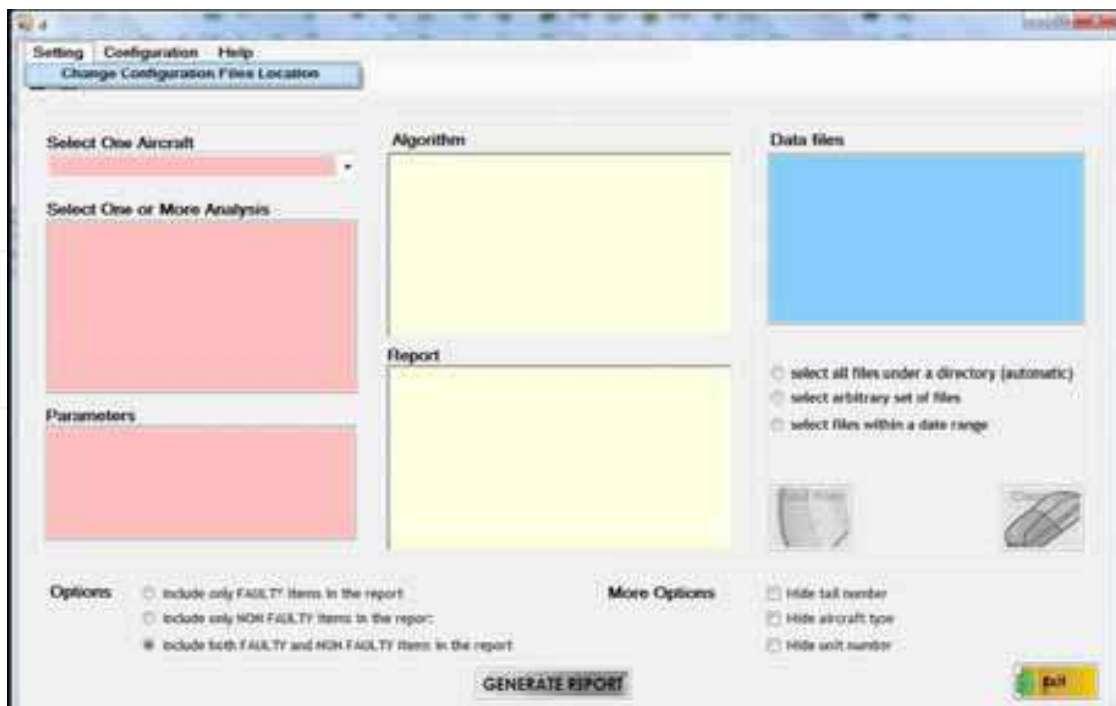 Setting Configuration Help
Change Configuration Files Location
Select One Aircraft
Algorithm
Data files
Select One or More Analysis
Report
select all files under a directory (automatic)
select arbitrary set of files
select files within a date range
Parameters
Options
include only FAULTY items in the report
include only NON FAULTY items in the report
include both FAULTY and NON FAULTY items in the report
More Options
Hide tail number
Hide aircraft type
Hide unit number
GENERATE REPORT
Exit